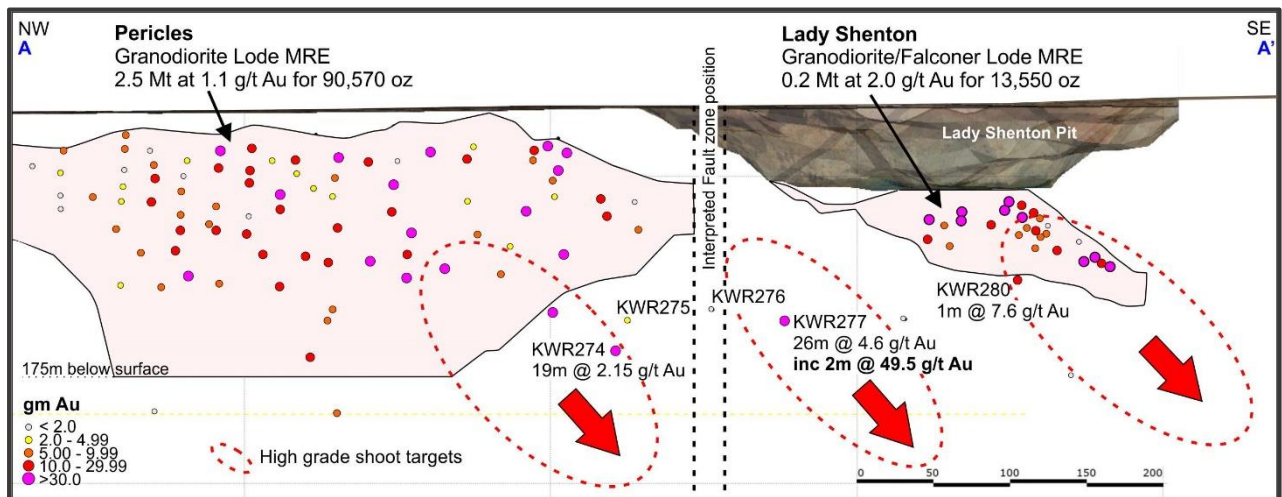 NW
A
Pericles
Granodiorite Lode MRE
2.5 Mt at 1.1 g/t Au for 90,570 oz
Lady Shenton
Granodiorite/Falconer Lode MRE
0.2 Mt at 2.0 g/t Au for 13,550 oz
SE
A'
Interpreted Fault zone position
Lady Shenton Pit
KWR275
KWR276
KWR280
1m @ 7.6 g/t Au
KWR277
26m @ 4.6 g/t Au
inc 2m @ 49.5 g/t Au
KWR274
19m @ 2.15 g/t Au
175m below surface
gm Au
< 2.0
2.0 - 4.99
5.00 - 9.99
10.0 - 29.99
>30.0
High grade shoot targets
0 50 100 150 200